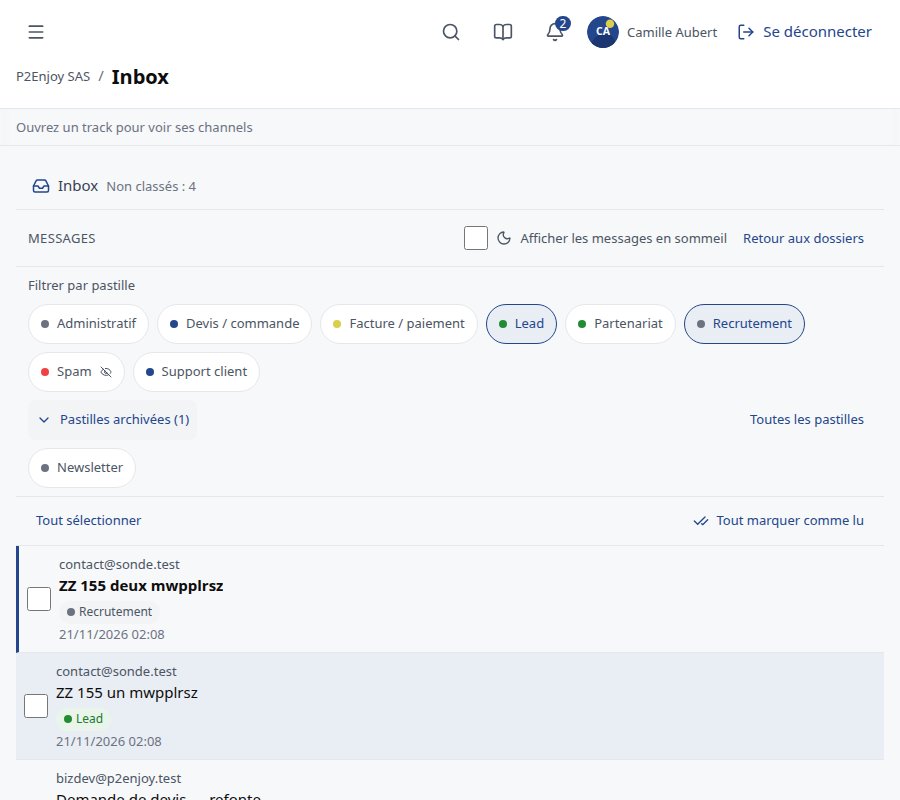 2
CA Camille Aubert Se déconnecter
P2Enjoy SAS / Inbox
Ouvrez un track pour voir ses channels
Inbox Non classés : 4
MESSAGES Afficher les messages en sommeil Retour aux dossiers
Filtrer par pastille
Administratif Devis / commande Facture / paiement Lead Partenariat Recrutement
Spam Support client
Pastilles archivées (1) Toutes les pastilles
Newsletter
Tout sélectionner Tout marquer comme lu
contact@sonde.test
ZZ 155 deux mwpplrsz
Recrutement
21/11/2026 02:08
contact@sonde.test
ZZ 155 un mwpplrsz
Lead
21/11/2026 02:08
bizdev@p2enjoy.test
Demande de devis — refonte